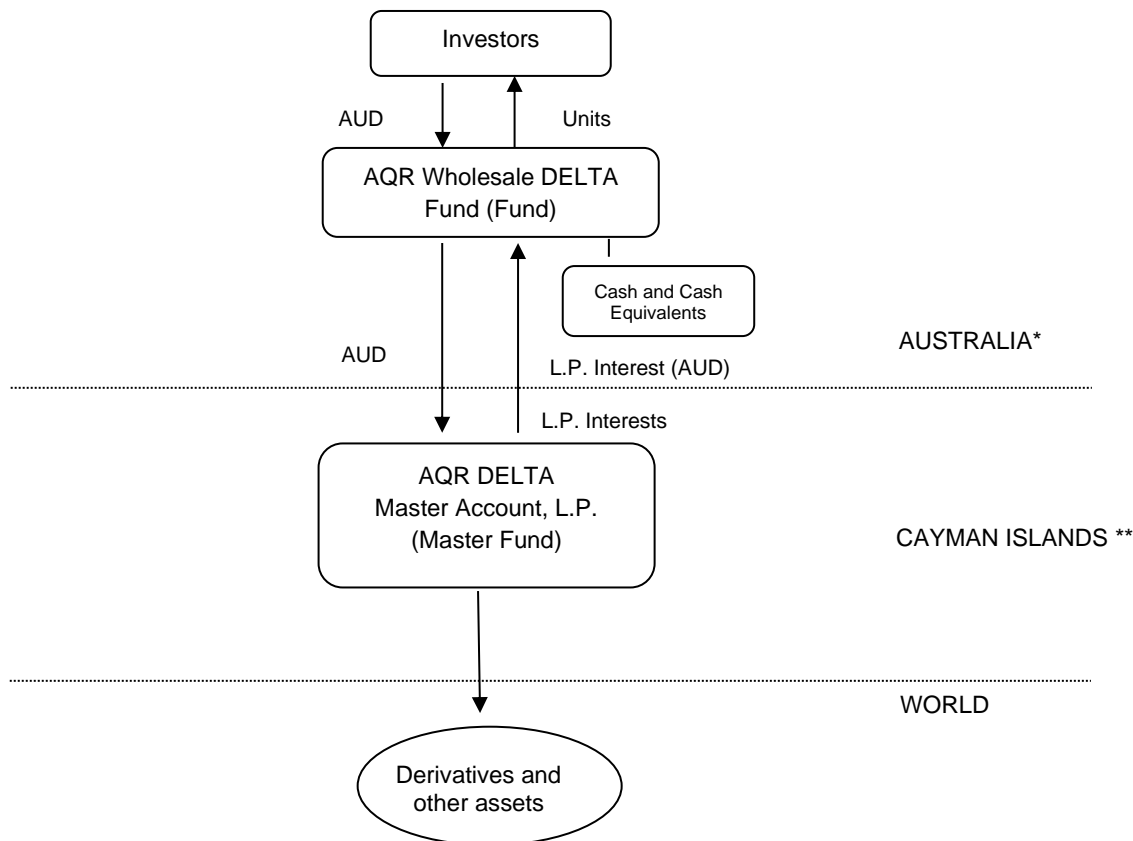 Investors
AUD
Units
AQR Wholesale DELTA
Fund (Fund)
Cash and Cash
Equivalents
AUSTRALIA*
AUD
L.P. Interest (AUD)
L.P. Interests
AQR DELTA
Master Account, L.P.
(Master Fund)
CAYMAN ISLANDS **
WORLD
Derivatives and
other assets